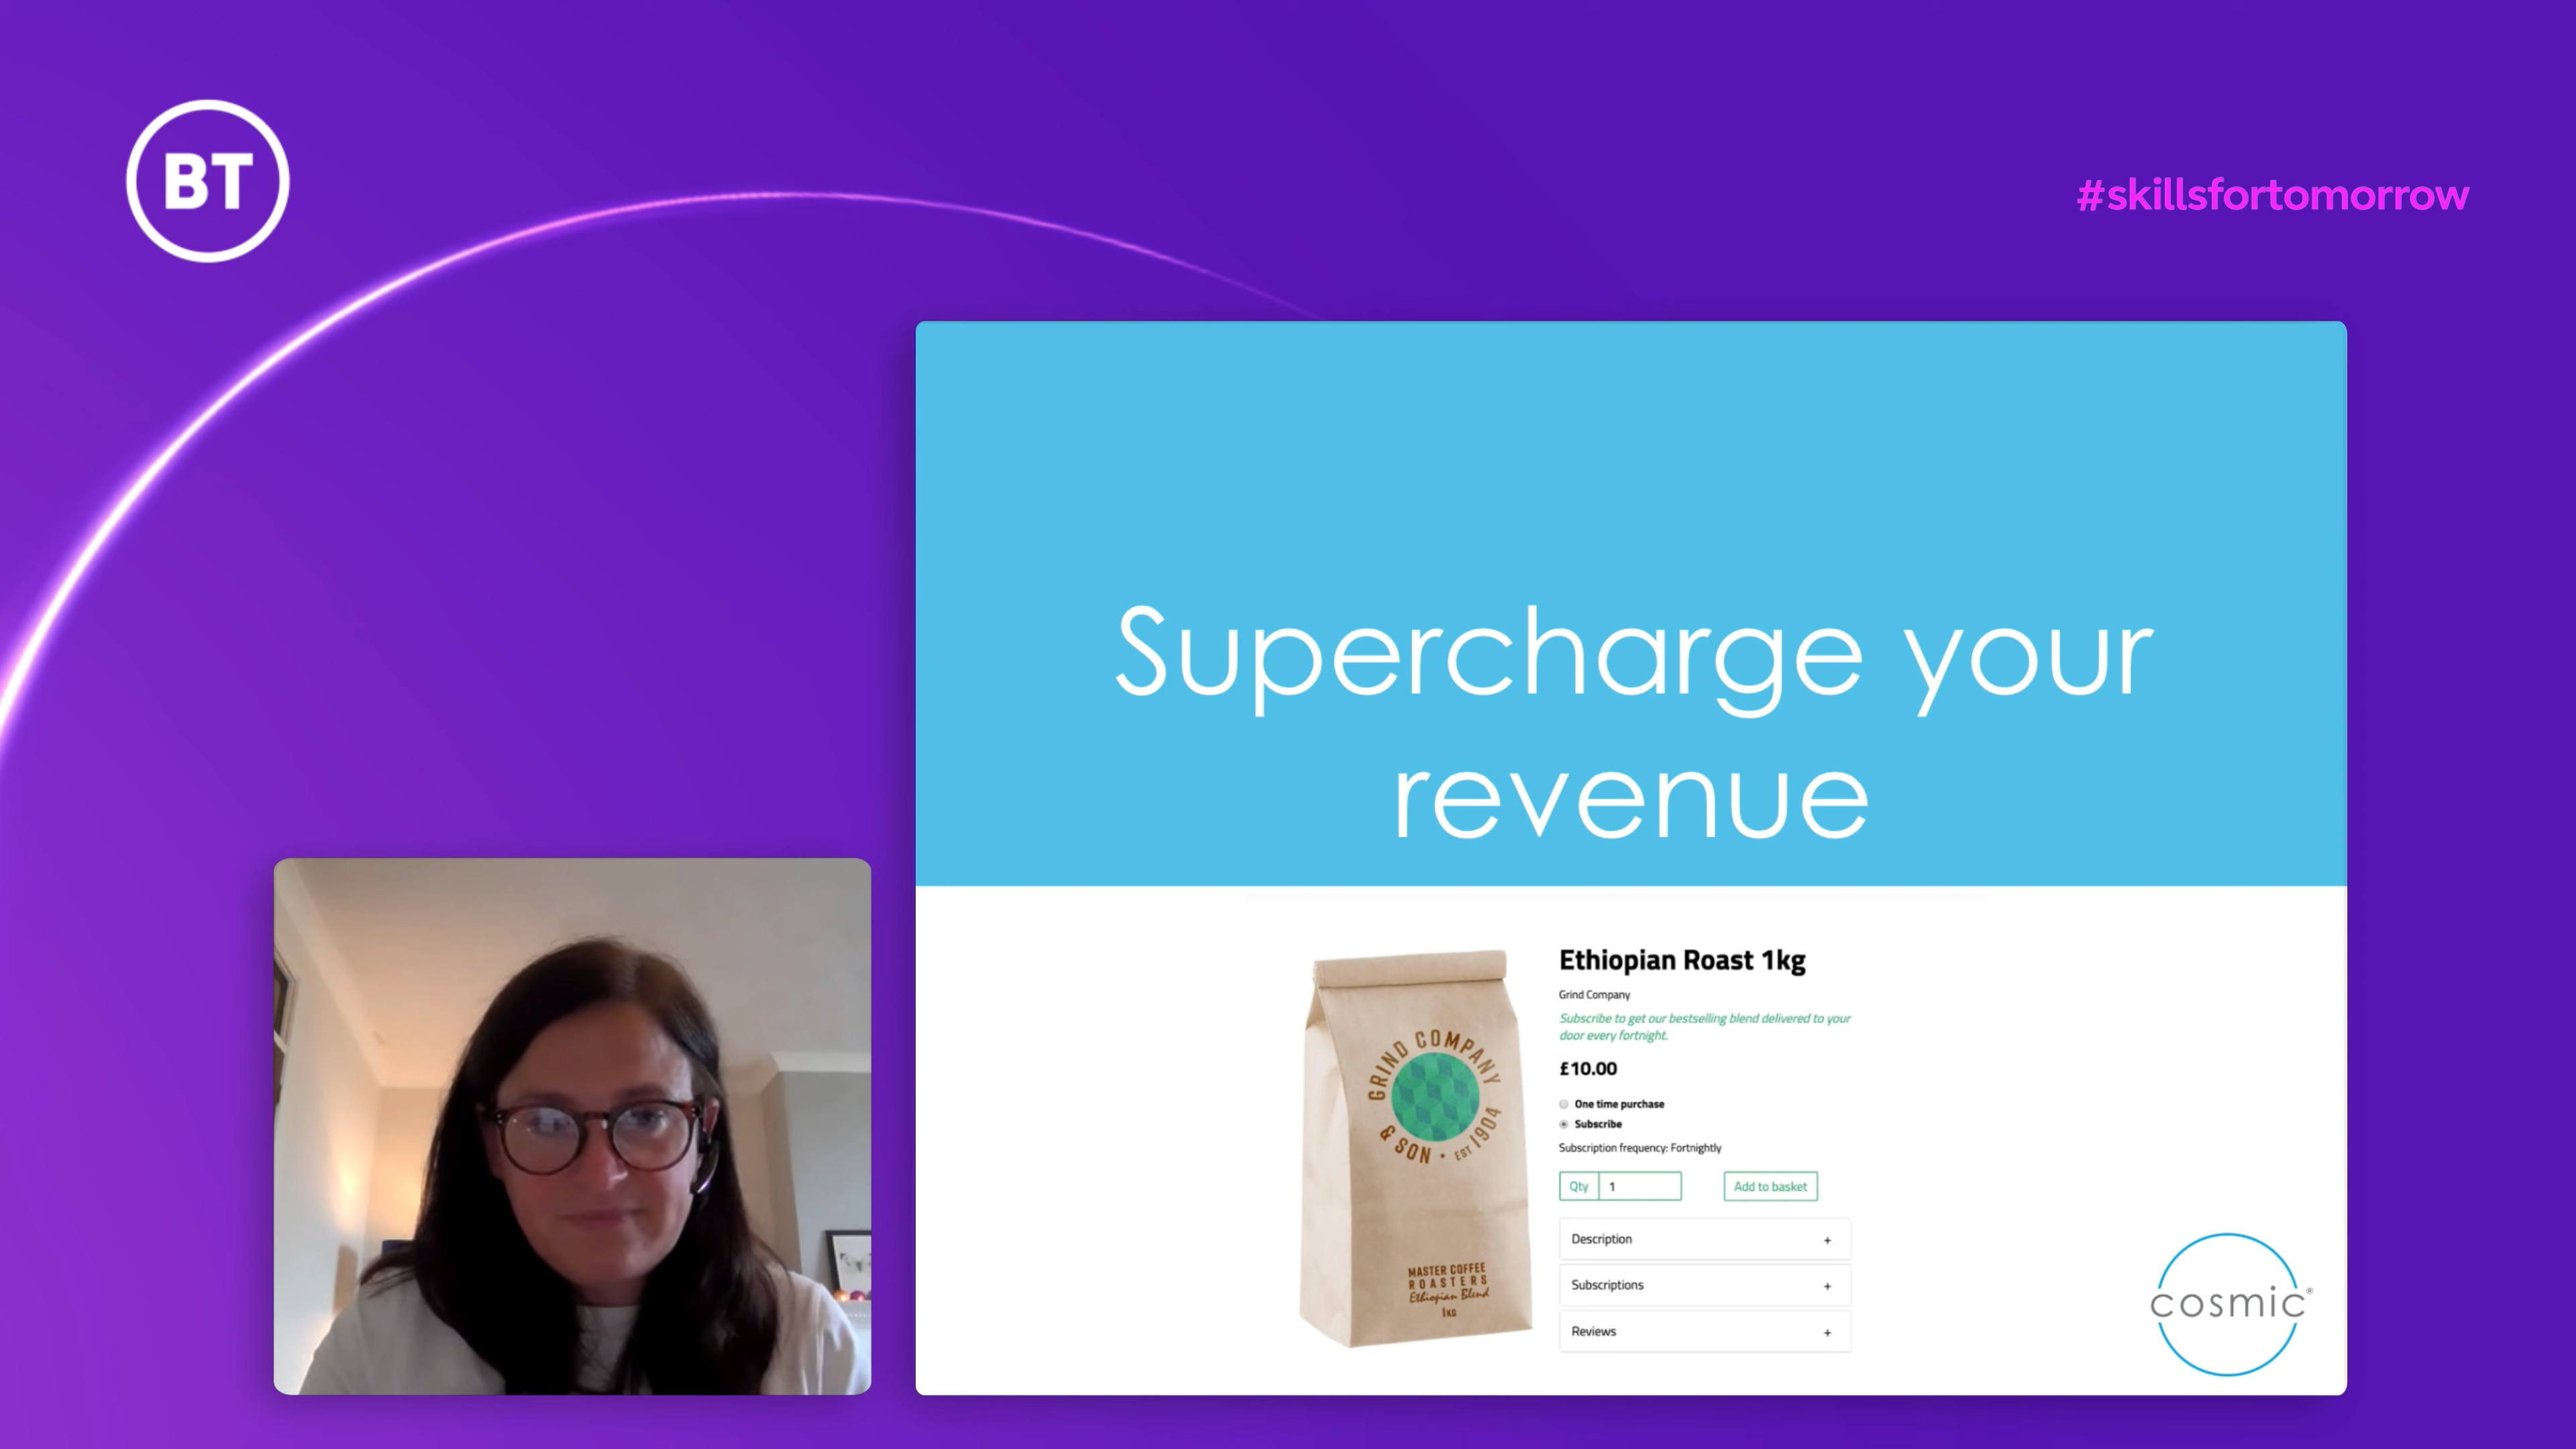 BT
#skillsfortomorrow
Supercharge your
revenue
GRIND COMPANY
& SON • EST 1904
MASTER COFFEE
ROASTERS
Ethiopian Blend
1KG
Ethiopian Roast 1kg
Grind Company
Subscribe to get our bestselling blend delivered to your
door every fortnight.
£10.00
One time purchase
Subscribe
Subscription frequency: Fortnightly
Qty 1 Add to basket
Description +
Subscriptions +
Reviews +
cosmic®